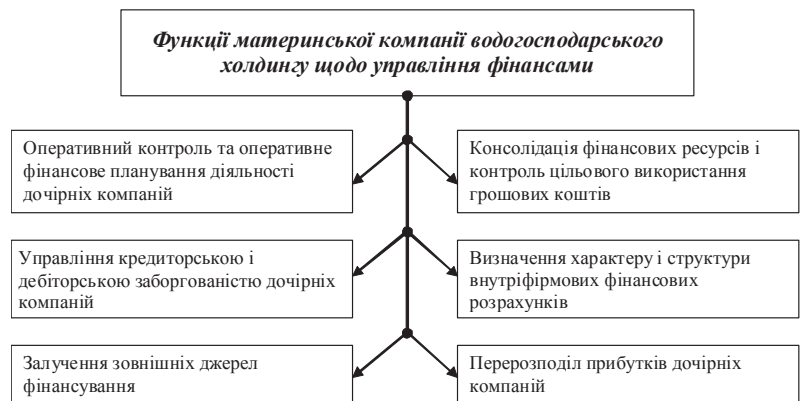 Функції материнської компанії водогосподарського
холдингу щодо управління фінансами
Оперативний контроль та оперативне
фінансове планування діяльності
дочірніх компаній
Консолідація фінансових ресурсів і
контроль цільового використання
грошових коштів
Управління кредиторською і
дебіторською заборгованістю дочірніх
компаній
Визначення характеру і структури
внутріфірмових фінансових
розрахунків
Залучення зовнішніх джерел
фінансування
Перерозподіл прибутків дочірніх
компаній